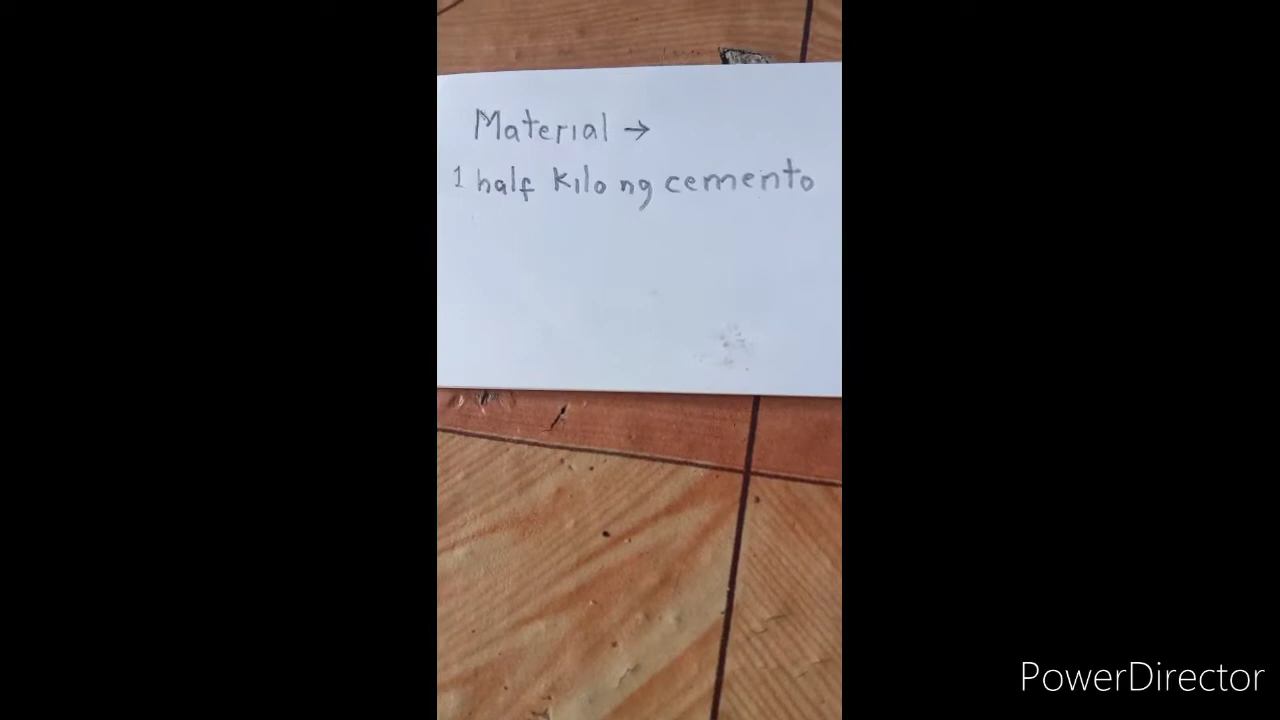 Material →
1 half kilo ng cemento
PowerDirector